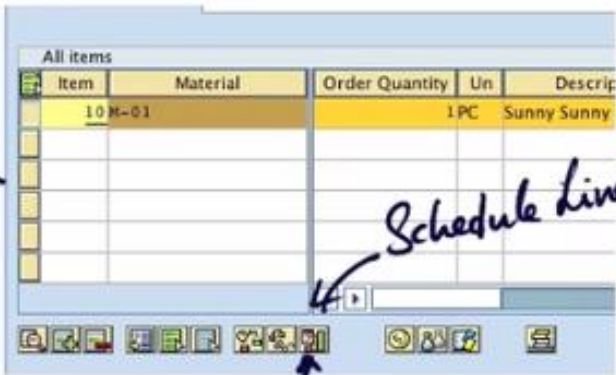 All items
Item Material Order Quantity Un Descrip
10 M-01 1 PC Sunny Sunny
Schedule Lin